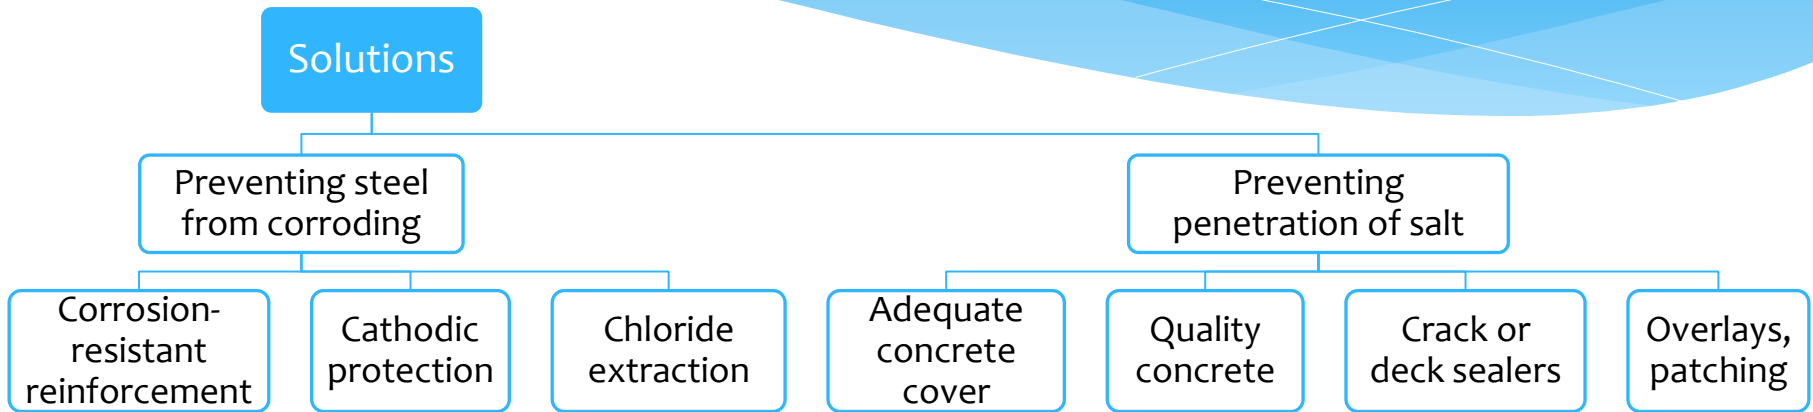 Solutions
Preventing steel
from corroding
Preventing
penetration of salt
Corrosion-
resistant
reinforcement
Cathodic
protection
Chloride
extraction
Adequate
concrete
cover
Quality
concrete
Crack or
deck sealers
Overlays,
patching